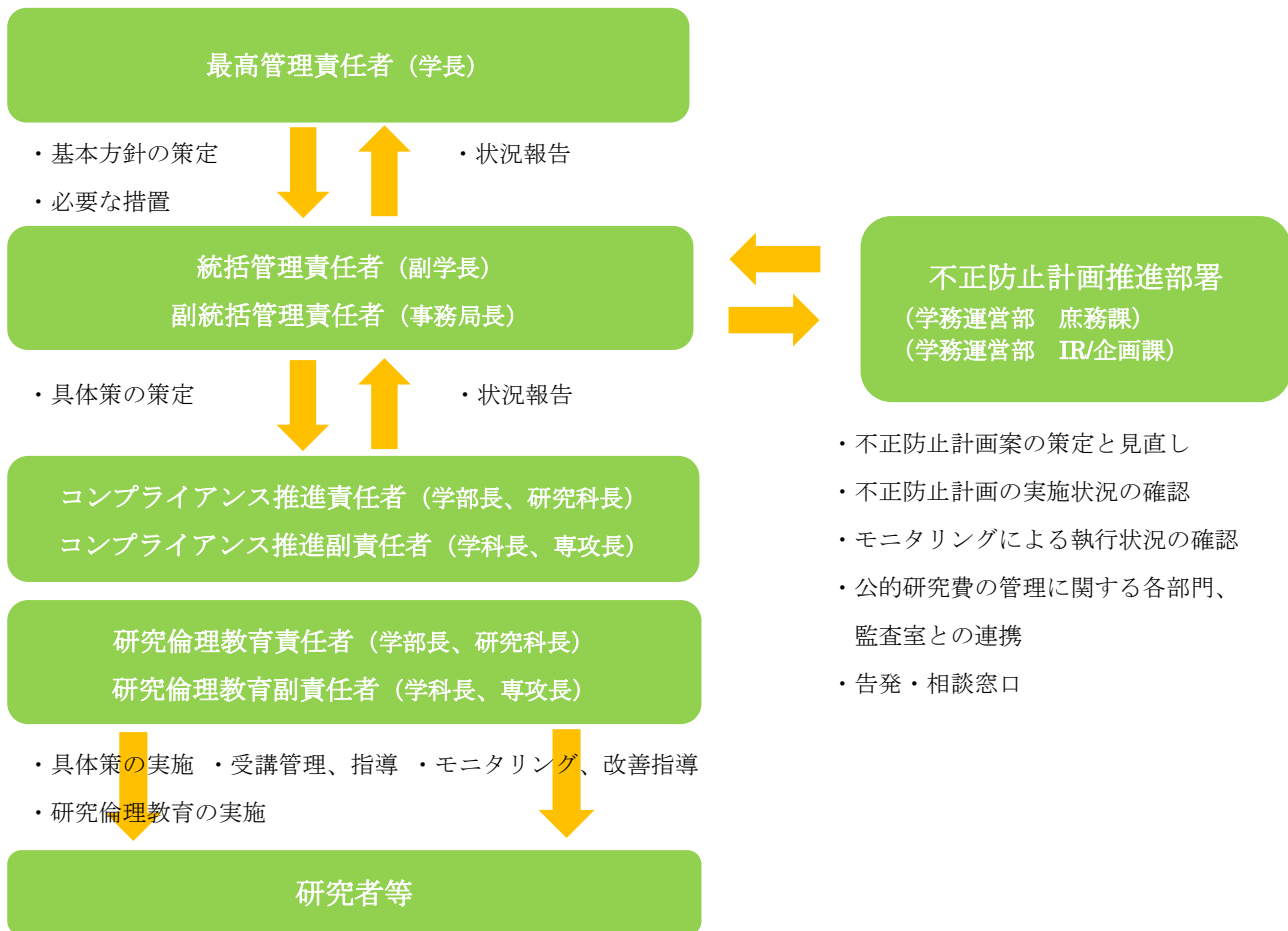 最高管理責任者（学長）
・基本方針の策定
・必要な措置
・状況報告
統括管理責任者（副学長）
副統括管理責任者（事務局長）
・具体策の策定
・状況報告
コンプライアンス推進責任者（学部長、研究科長）
コンプライアンス推進副責任者（学科長、専攻長）
研究倫理教育責任者（学部長、研究科長）
研究倫理教育副責任者（学科長、専攻長）
・具体策の実施 ・受講管理、指導 ・モニタリング、改善指導
・研究倫理教育の実施
研究者等
不正防止計画推進部署
（学務運営部　庶務課）
（学務運営部　IR/企画課）
・不正防止計画案の策定と見直し
・不正防止計画の実施状況の確認
・モニタリングによる執行状況の確認
・公的研究費の管理に関する各部門、
監査室との連携
・告発・相談窓口